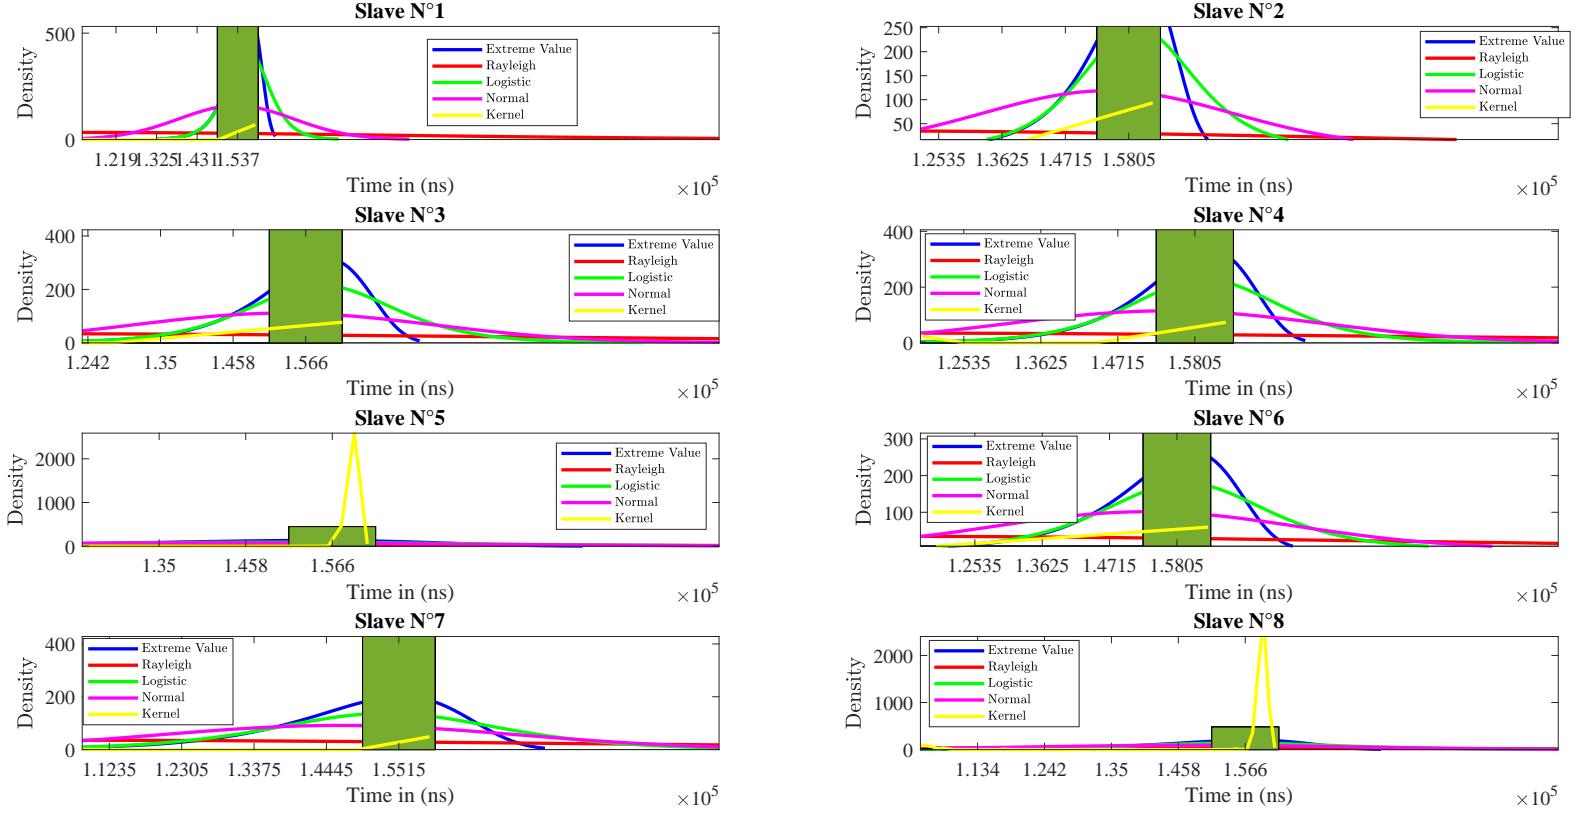 Slave N°1
500
0
Density
Extreme Value
Rayleigh
Logistic
Normal
Kernel
1.219 1.325 1.431 1.537
Time in (ns)
×10^5
Slave N°2
250
200
150
100
50
Density
Extreme Value
Rayleigh
Logistic
Normal
Kernel
1.2535 1.3625 1.4715 1.5805
Time in (ns)
×10^5
Slave N°3
400
200
0
Density
Extreme Value
Rayleigh
Logistic
Normal
Kernel
1.242 1.35 1.458 1.566
Time in (ns)
×10^5
Slave N°4
400
200
0
Density
Extreme Value
Rayleigh
Logistic
Normal
Kernel
1.2535 1.3625 1.4715 1.5805
Time in (ns)
×10^5
Slave N°5
2000
1000
0
Density
Extreme Value
Rayleigh
Logistic
Normal
Kernel
1.35 1.458 1.566
Time in (ns)
×10^5
Slave N°6
300
200
100
Density
Extreme Value
Rayleigh
Logistic
Normal
Kernel
1.2535 1.3625 1.4715 1.5805
Time in (ns)
×10^5
Slave N°7
400
200
0
Density
Extreme Value
Rayleigh
Logistic
Normal
Kernel
1.1235 1.2305 1.3375 1.4445 1.5515
Time in (ns)
×10^5
Slave N°8
2000
1000
0
Density
Extreme Value
Rayleigh
Logistic
Normal
Kernel
1.134 1.242 1.35 1.458 1.566
Time in (ns)
×10^5